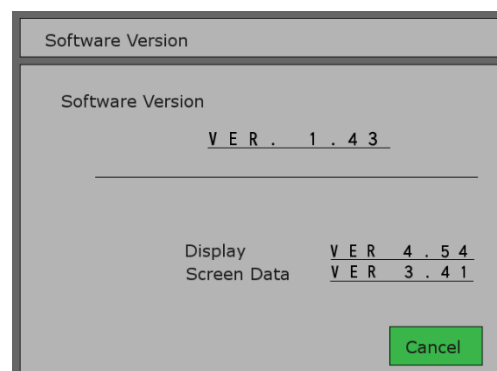 Software Version
Software Version
VER. 1.43
Display VER 4.54
Screen Data VER 3.41
Cancel